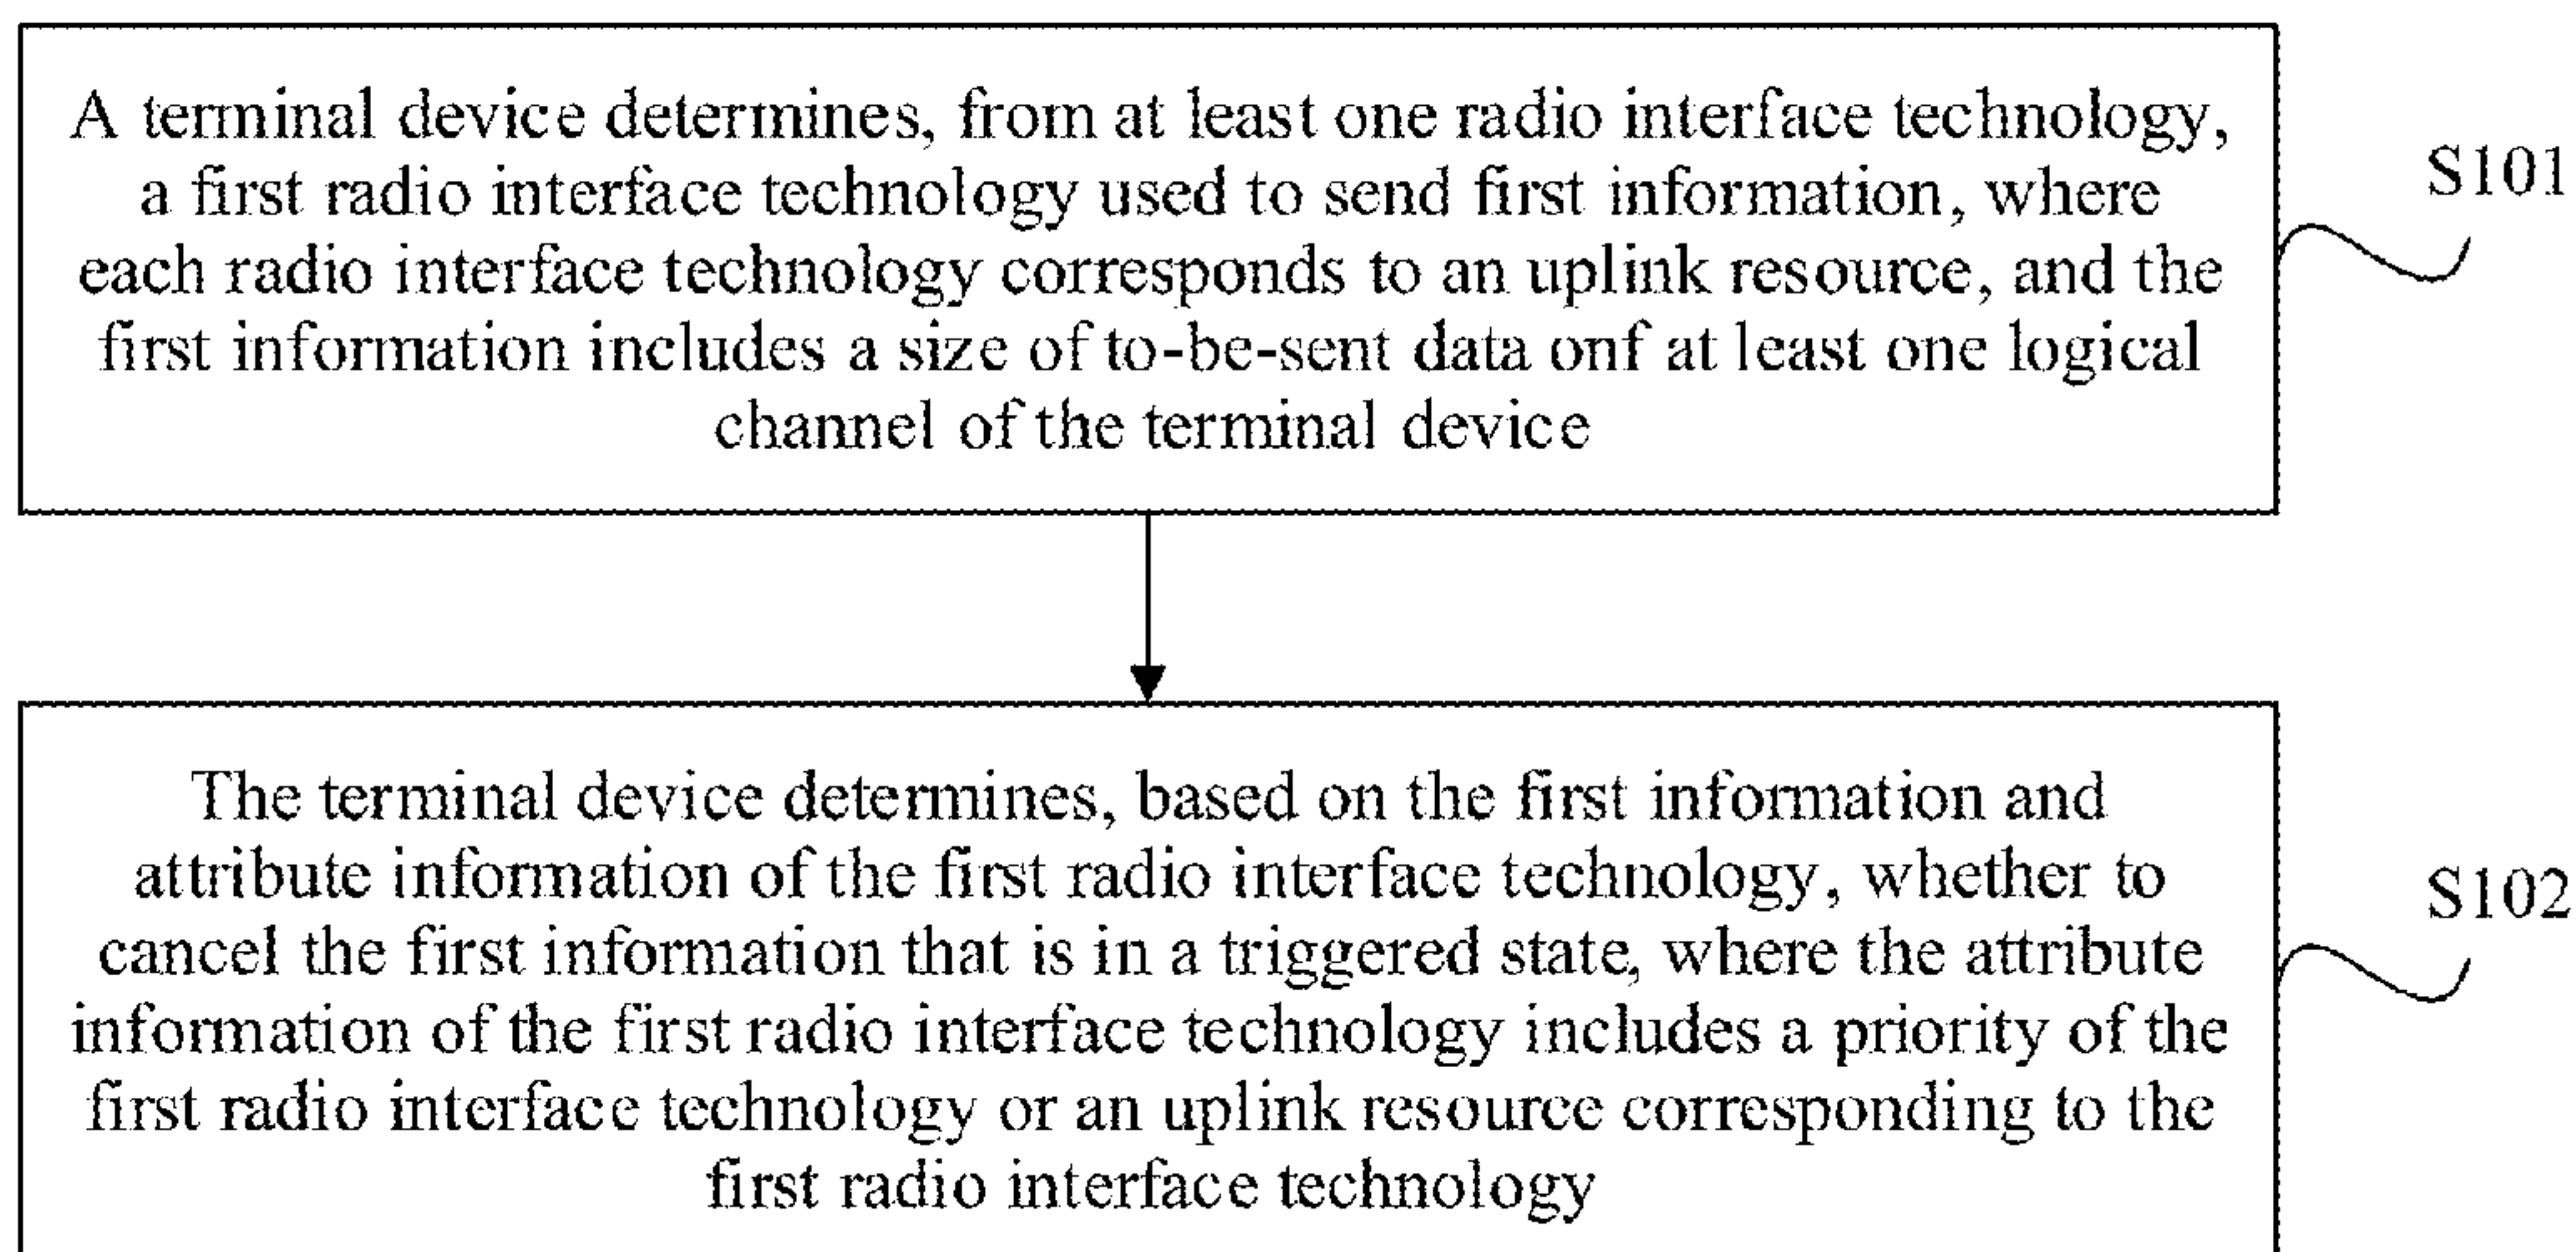 A terminal device determines, from at least one radio interface technology,
a first radio interface technology used to send first information, where
each radio interface technology corresponds to an uplink resource, and the
first information includes a size of to-be-sent data onf at least one logical
channel of the terminal device
S101
The terminal device determines, based on the first information and
attribute information of the first radio interface technology, whether to
cancel the first information that is in a triggered state, where the attribute
information of the first radio interface technology includes a priority of the
first radio interface technology or an uplink resource corresponding to the
first radio interface technology
S102